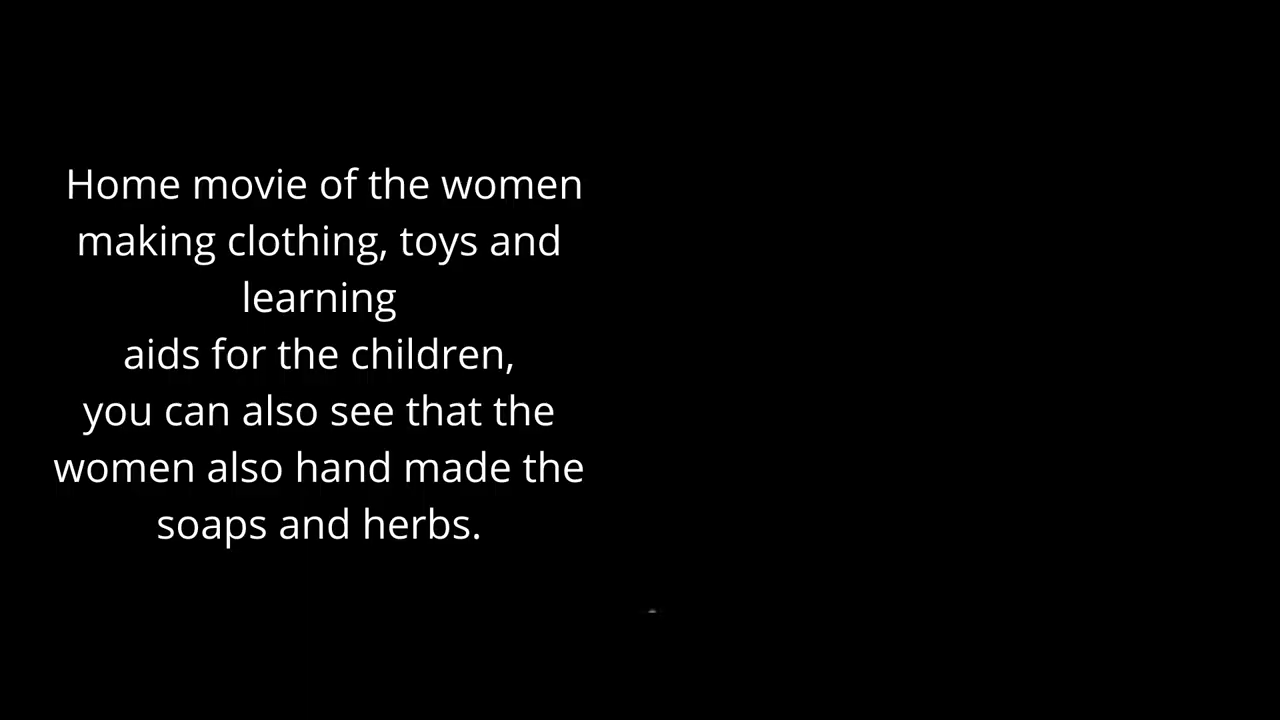 Home movie of the women
making clothing, toys and
learning
aids for the children,
you can also see that the
women also hand made the
soaps and herbs.